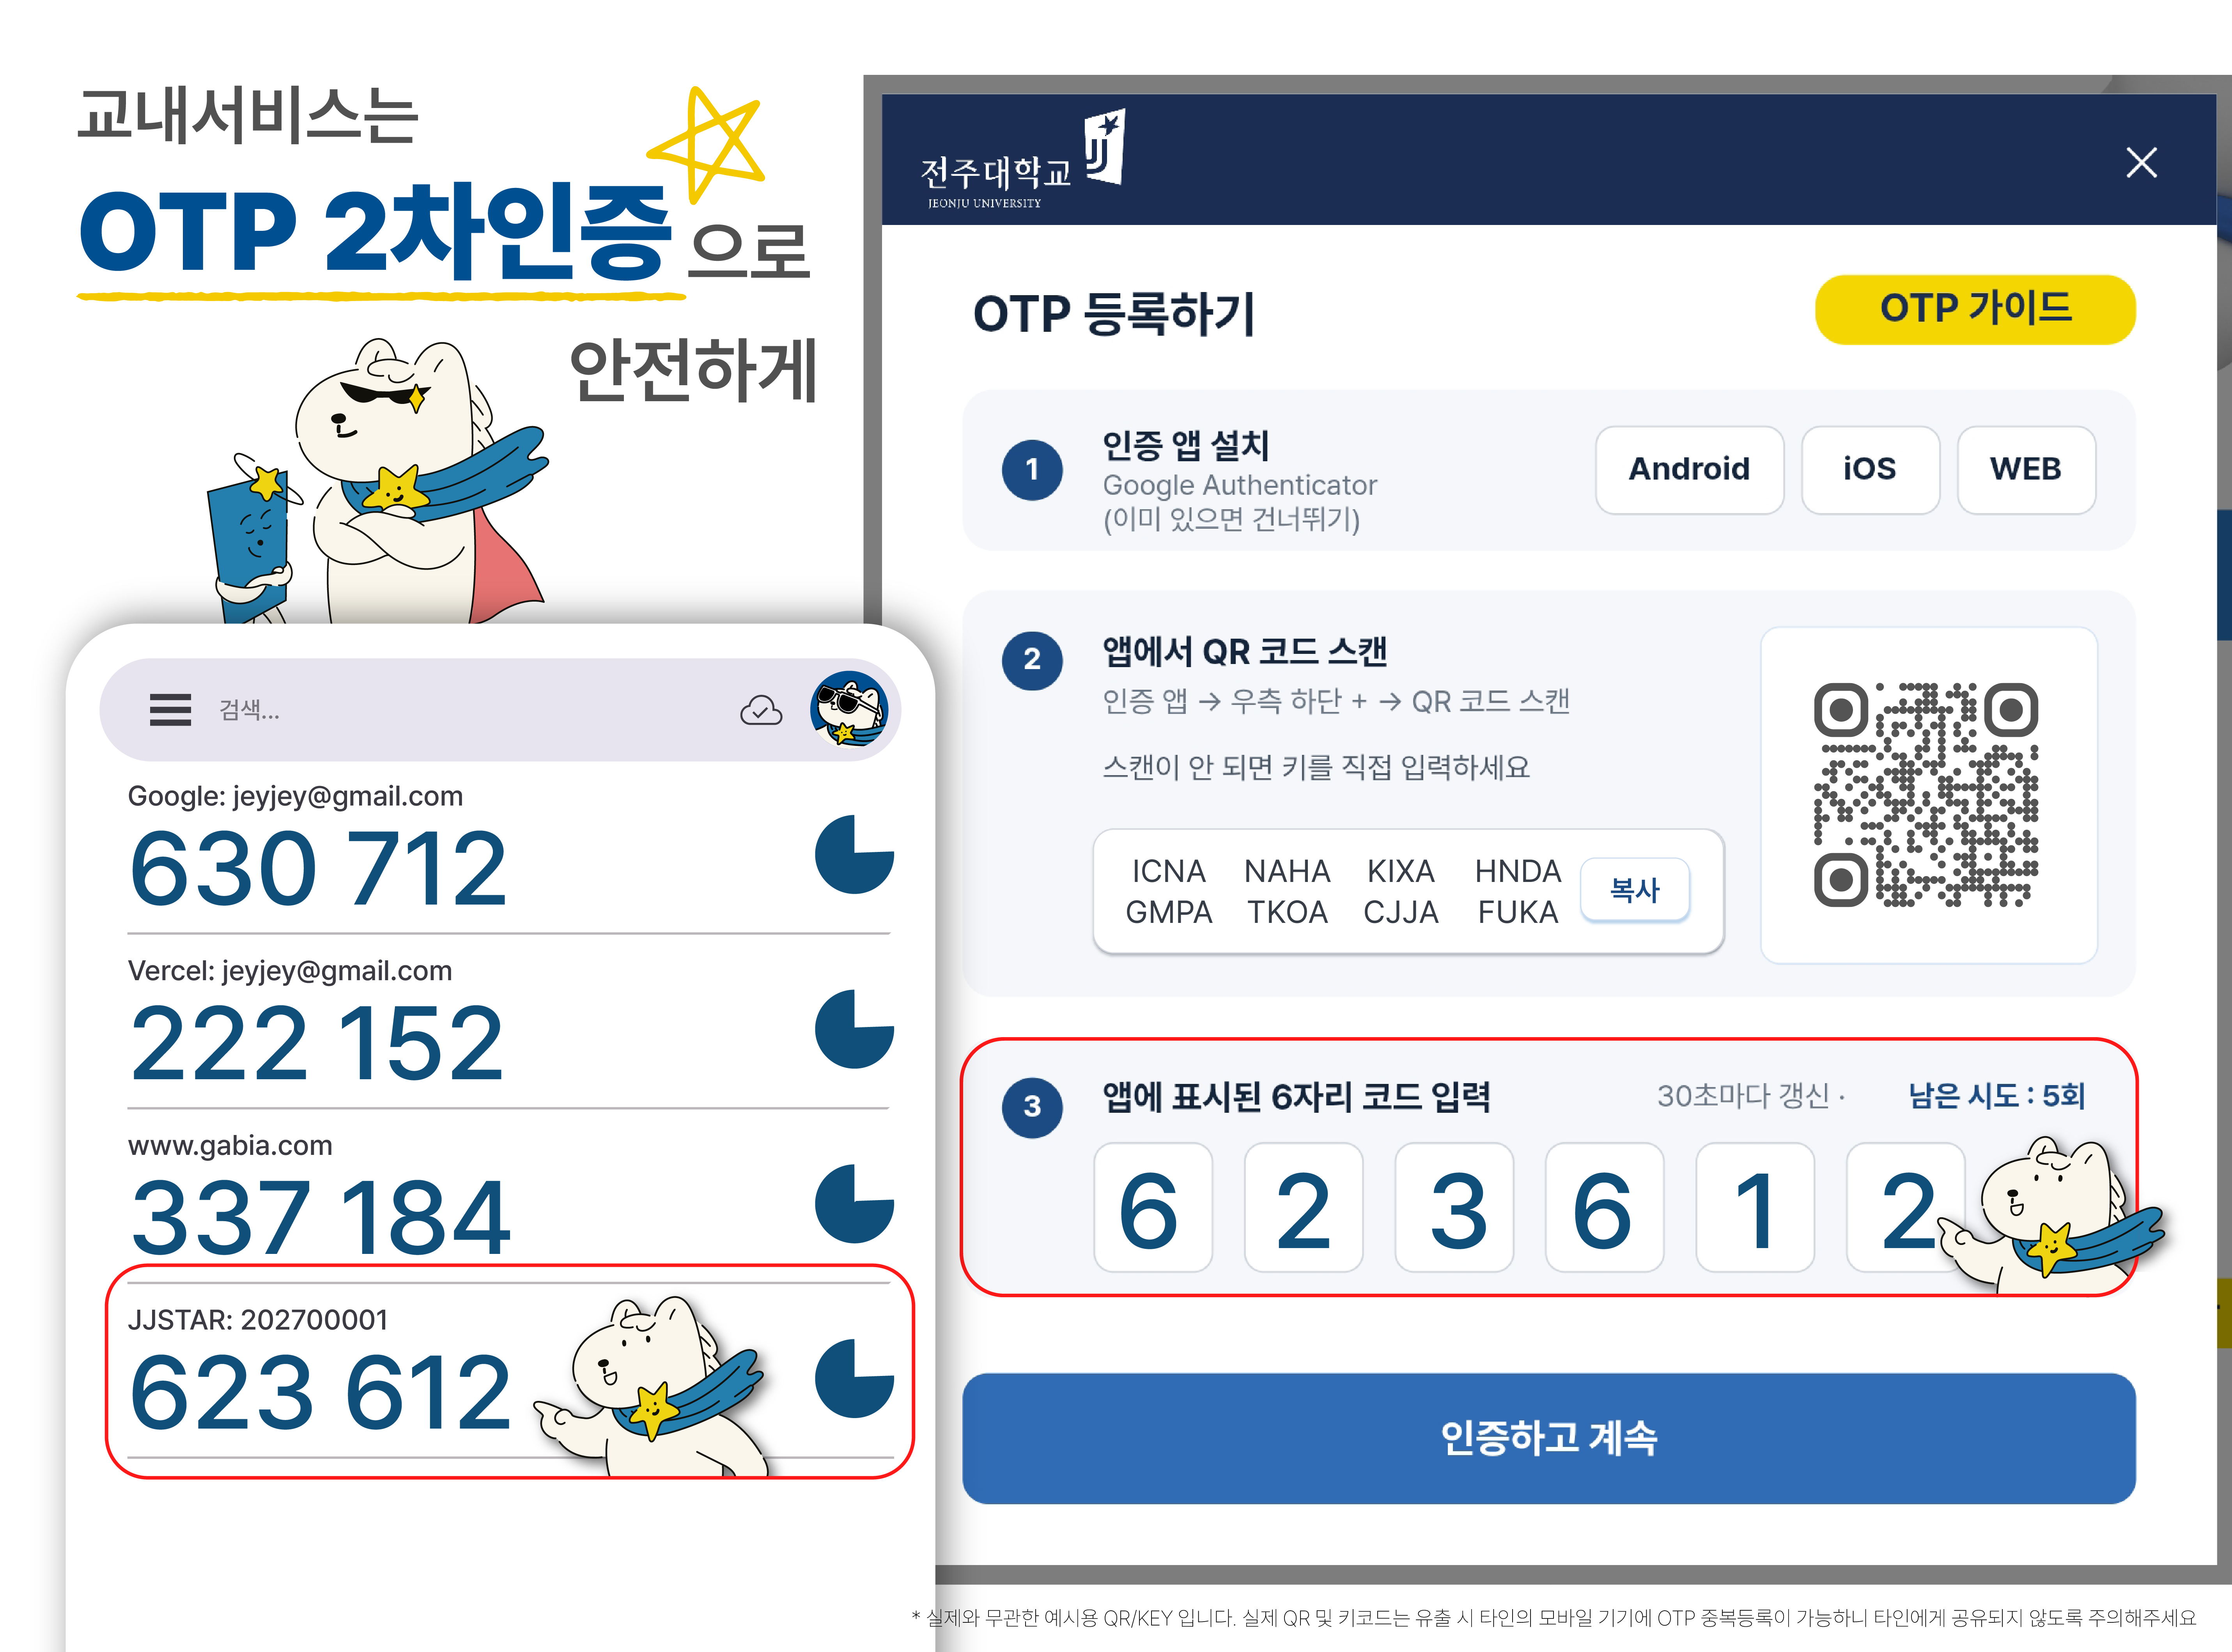 교내서비스는
OTP 2차인증으로
안전하게
검색...
Google: jeyjey@gmail.com
630 712
Vercel: jeyjey@gmail.com
222 152
www.gabia.com
337 184
JJSTAR: 202700001
623 612
전주대학교
JEONJU UNIVERSITY
OTP 등록하기
OTP 가이드
1
인증 앱 설치
Google Authenticator
(이미 있으면 건너뛰기)
Android iOS WEB
2
앱에서 QR 코드 스캔
인증 앱 → 우측 하단 + → QR 코드 스캔
스캔이 안 되면 키를 직접 입력하세요
ICNA NAHA KIXA HNDA
GMPA TKOA CJJA FUKA
복사
3
앱에 표시된 6자리 코드 입력
30초마다 갱신 · 남은 시도 : 5회
6 2 3 6 1 2
인증하고 계속
* 실제와 무관한 예시용 QR/KEY 입니다. 실제 QR 및 키코드는 유출 시 타인의 모바일 기기에 OTP 중복등록이 가능하니 타인에게 공유되지 않도록 주의해주세요